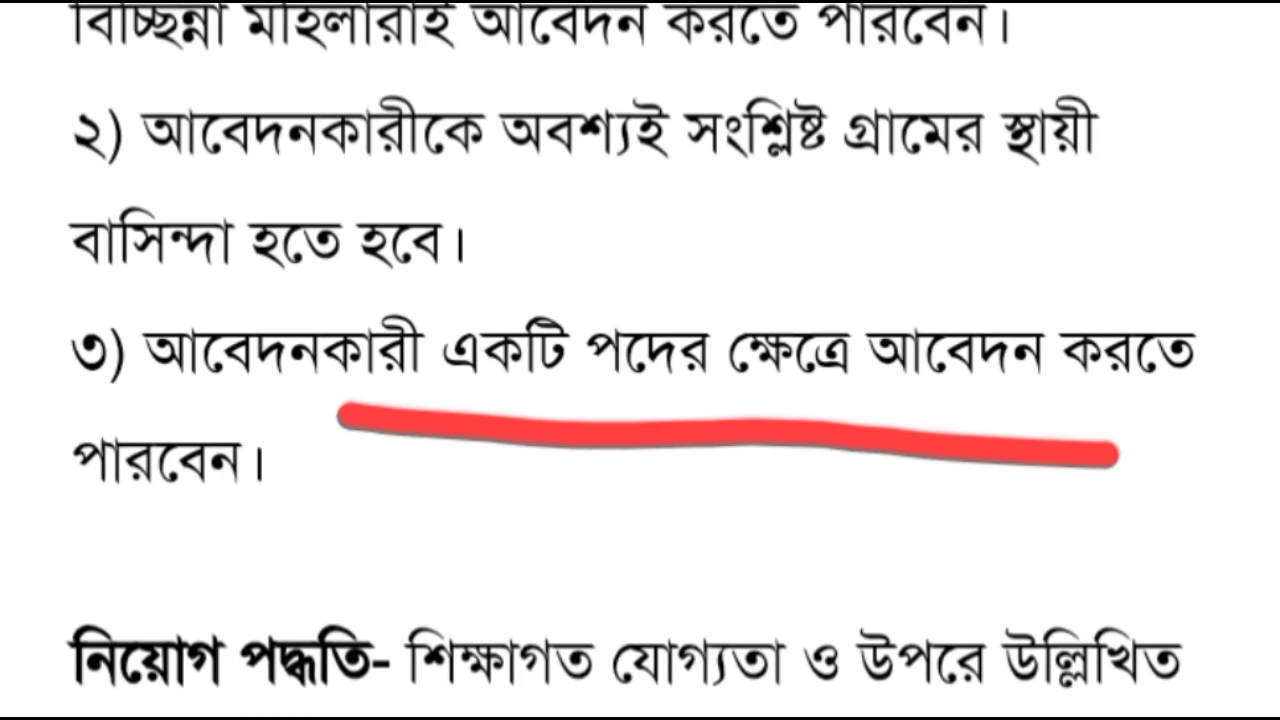 বিচ্ছিন্না মহিলারাই আবেদন করতে পারবেন।
২) আবেদনকারীকে অবশ্যই সংশ্লিষ্ট গ্রামের স্থায়ী
বাসিন্দা হতে হবে।
৩) আবেদনকারী একটি পদের ক্ষেত্রে আবেদন করতে
পারবেন।
নিয়োগ পদ্ধতি- শিক্ষাগত যোগ্যতা ও উপরে উল্লিখিত